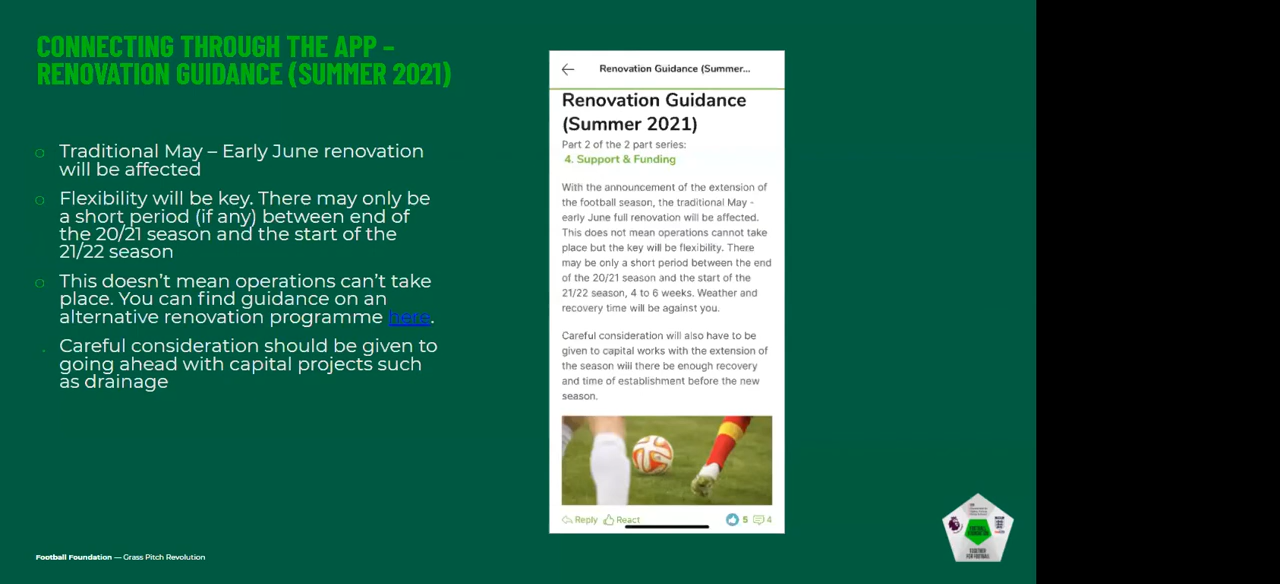 CONNECTING THROUGH THE APP –
RENOVATION GUIDANCE (SUMMER 2021)
Traditional May – Early June renovation
will be affected
Flexibility will be key. There may only be
a short period (if any) between end of
the 20/21 season and the start of the
21/22 season
This doesn't mean operations can't take
place. You can find guidance on an
alternative renovation programme here.
Careful consideration should be given to
going ahead with capital projects such
as drainage
Renovation Guidance (Summer...
Renovation Guidance
(Summer 2021)
Part 2 of the 2 part series:
4. Support & Funding
With the announcement of the extension of
the football season, the traditional May -
early June full renovation will be affected.
This does not mean operations cannot take
place but the key will be flexibility. There
may be only a short period between the end
of the 20/21 season and the start of the
21/22 season, 4 to 6 weeks. Weather and
recovery time will be against you.
Careful consideration will also have to be
given to capital works with the extension of
the season will there be enough recovery
and time of establishment before the new
season.
Reply React 5 4
Football Foundation — Grass Pitch Revolution
TOGETHER
FOR FOOTBALL